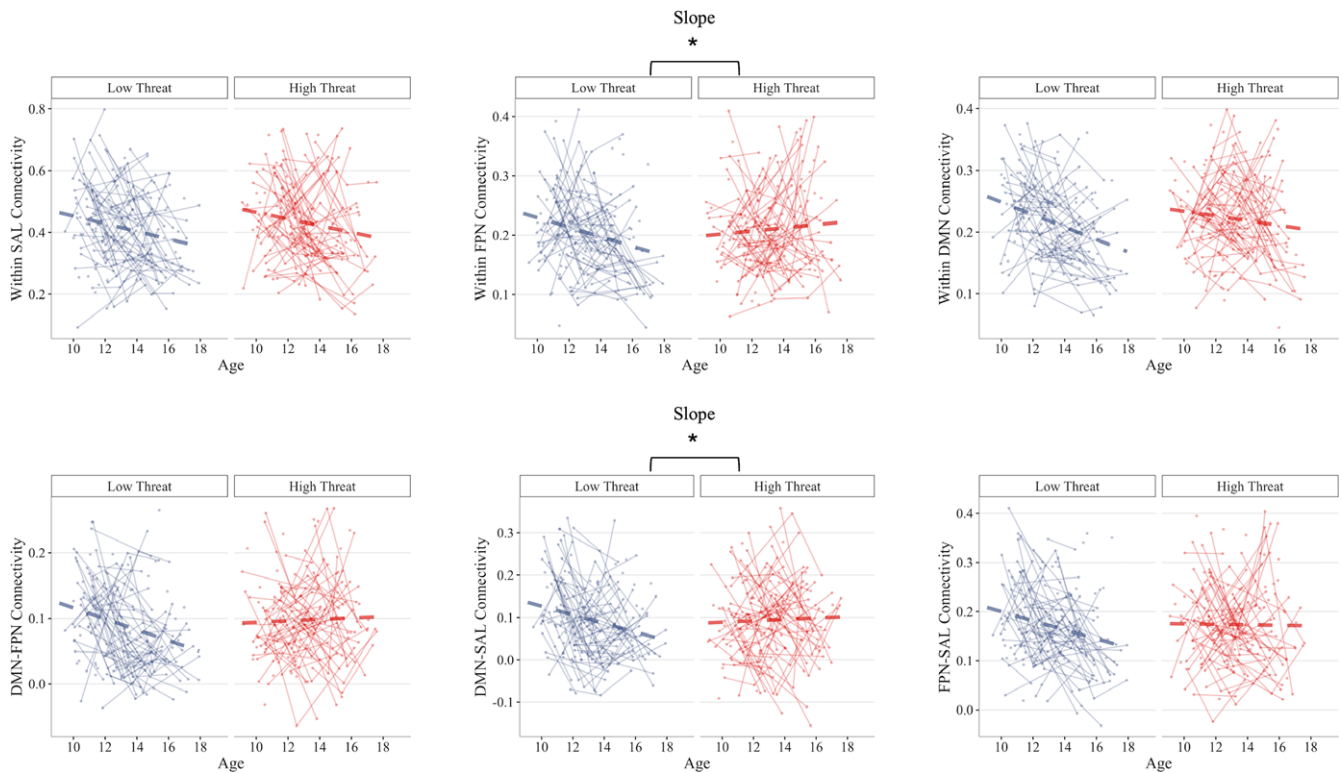 Slope
*
Low Threat High Threat
Low Threat High Threat
Low Threat High Threat
Within SAL Connectivity
0.8
0.6
0.4
0.2
10 12 14 16 18 10 12 14 16 18
Age
Within FPN Connectivity
0.4
0.3
0.2
0.1
10 12 14 16 18 10 12 14 16 18
Age
Within DMN Connectivity
0.4
0.3
0.2
0.1
10 12 14 16 18 10 12 14 16 18
Age
Slope
*
Low Threat High Threat
Low Threat High Threat
Low Threat High Threat
DMN-FPN Connectivity
0.2
0.1
0.0
10 12 14 16 18 10 12 14 16 18
Age
DMN-SAL Connectivity
0.3
0.2
0.1
0.0
-0.1
10 12 14 16 18 10 12 14 16 18
Age
FPN-SAL Connectivity
0.4
0.3
0.2
0.1
0.0
10 12 14 16 18 10 12 14 16 18
Age